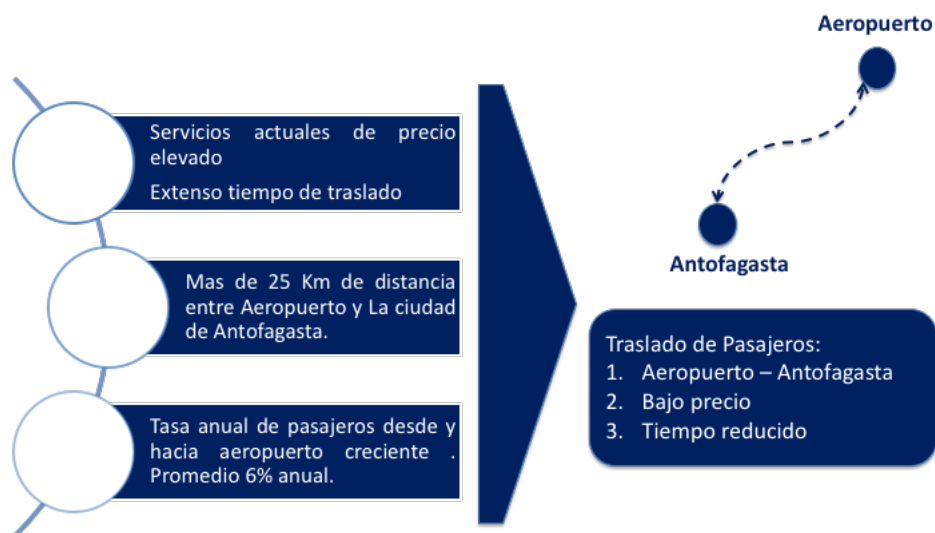 Aeropuerto
Servicios actuales de precio
elevado
Extenso tiempo de traslado
Mas de 25 Km de distancia
entre Aeropuerto y La ciudad
de Antofagasta.
Tasa anual de pasajeros desde y
hacia aeropuerto creciente .
Promedio 6% anual.
Antofagasta
Traslado de Pasajeros:
1. Aeropuerto – Antofagasta
2. Bajo precio
3. Tiempo reducido